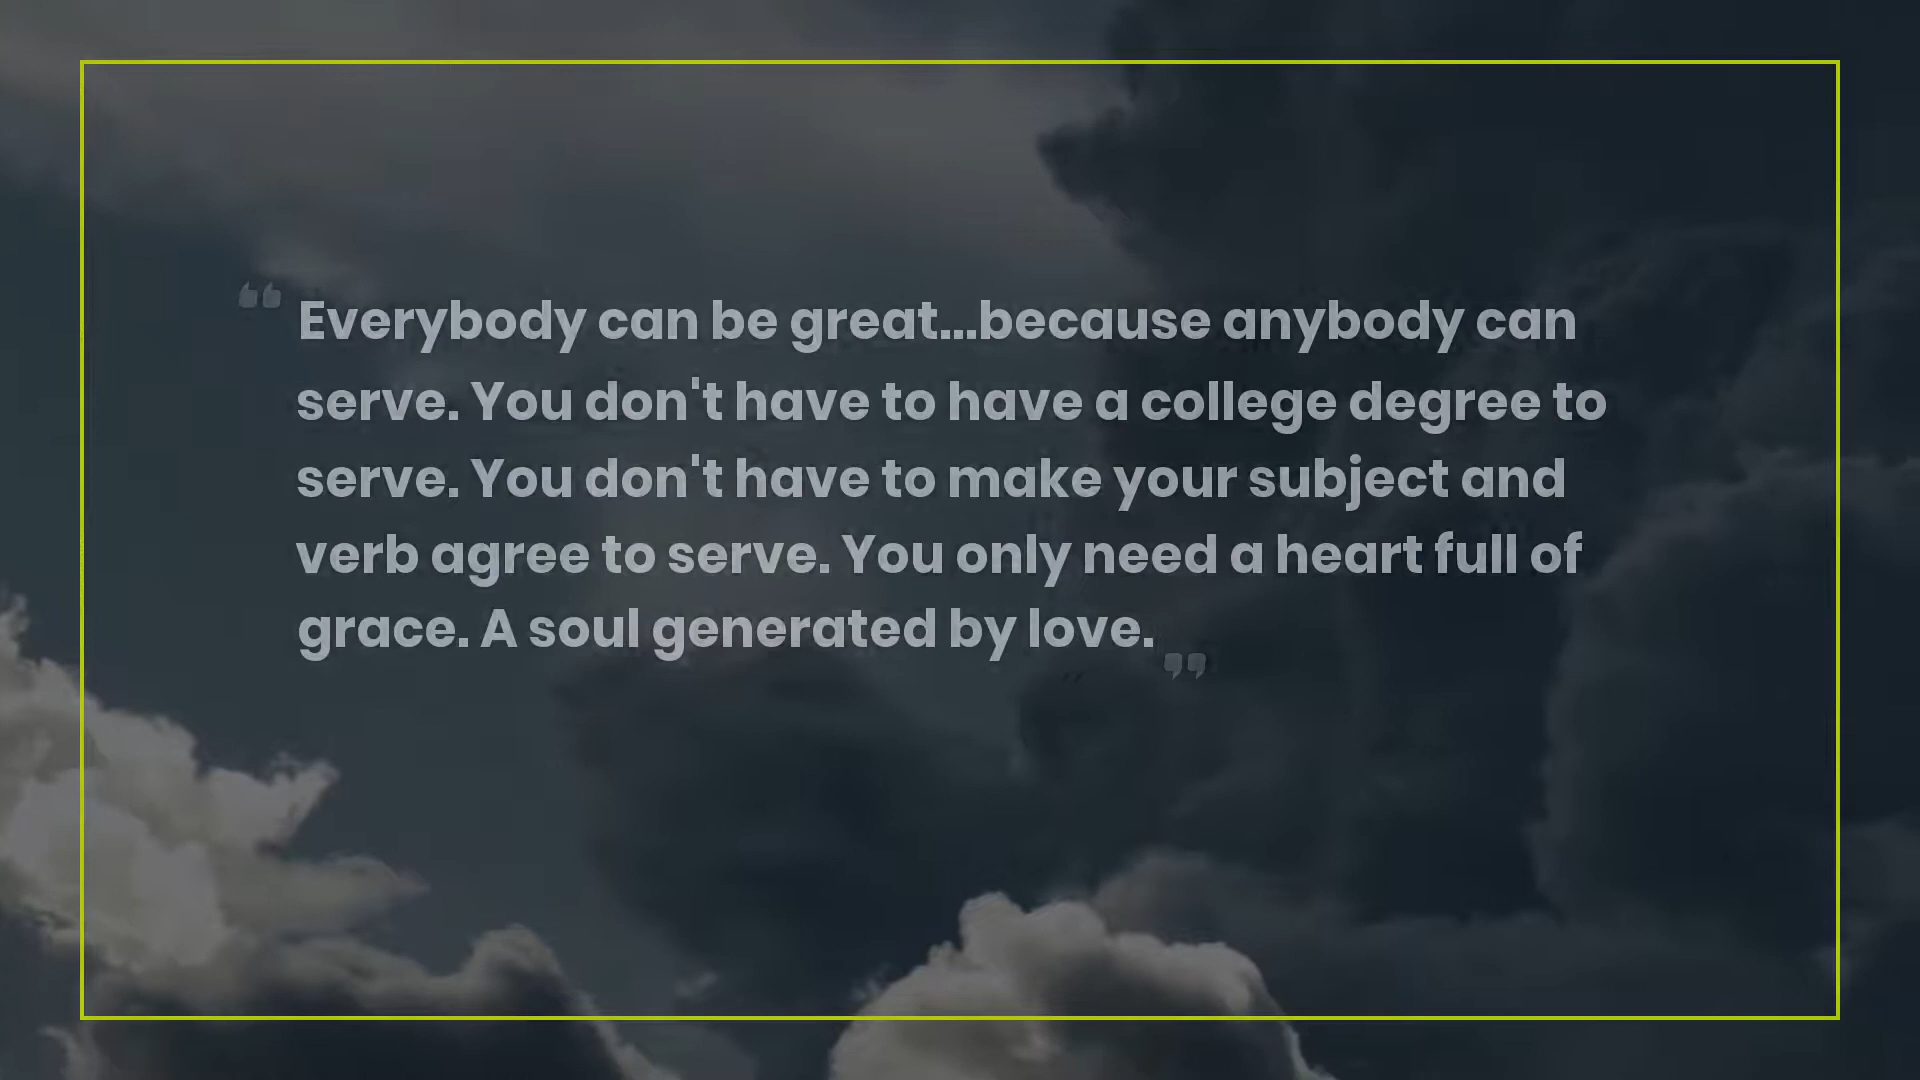 “ Everybody can be great...because anybody can
serve. You don't have to have a college degree to
serve. You don't have to make your subject and
verb agree to serve. You only need a heart full of
grace. A soul generated by love. ”